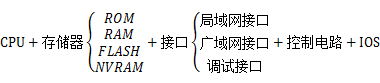 CPU + 存储器 { ROM
RAM
FLASH
NVRAM + 接口 { 局域网接口
广域网接口
调试接口 + 控制电路 + IOS